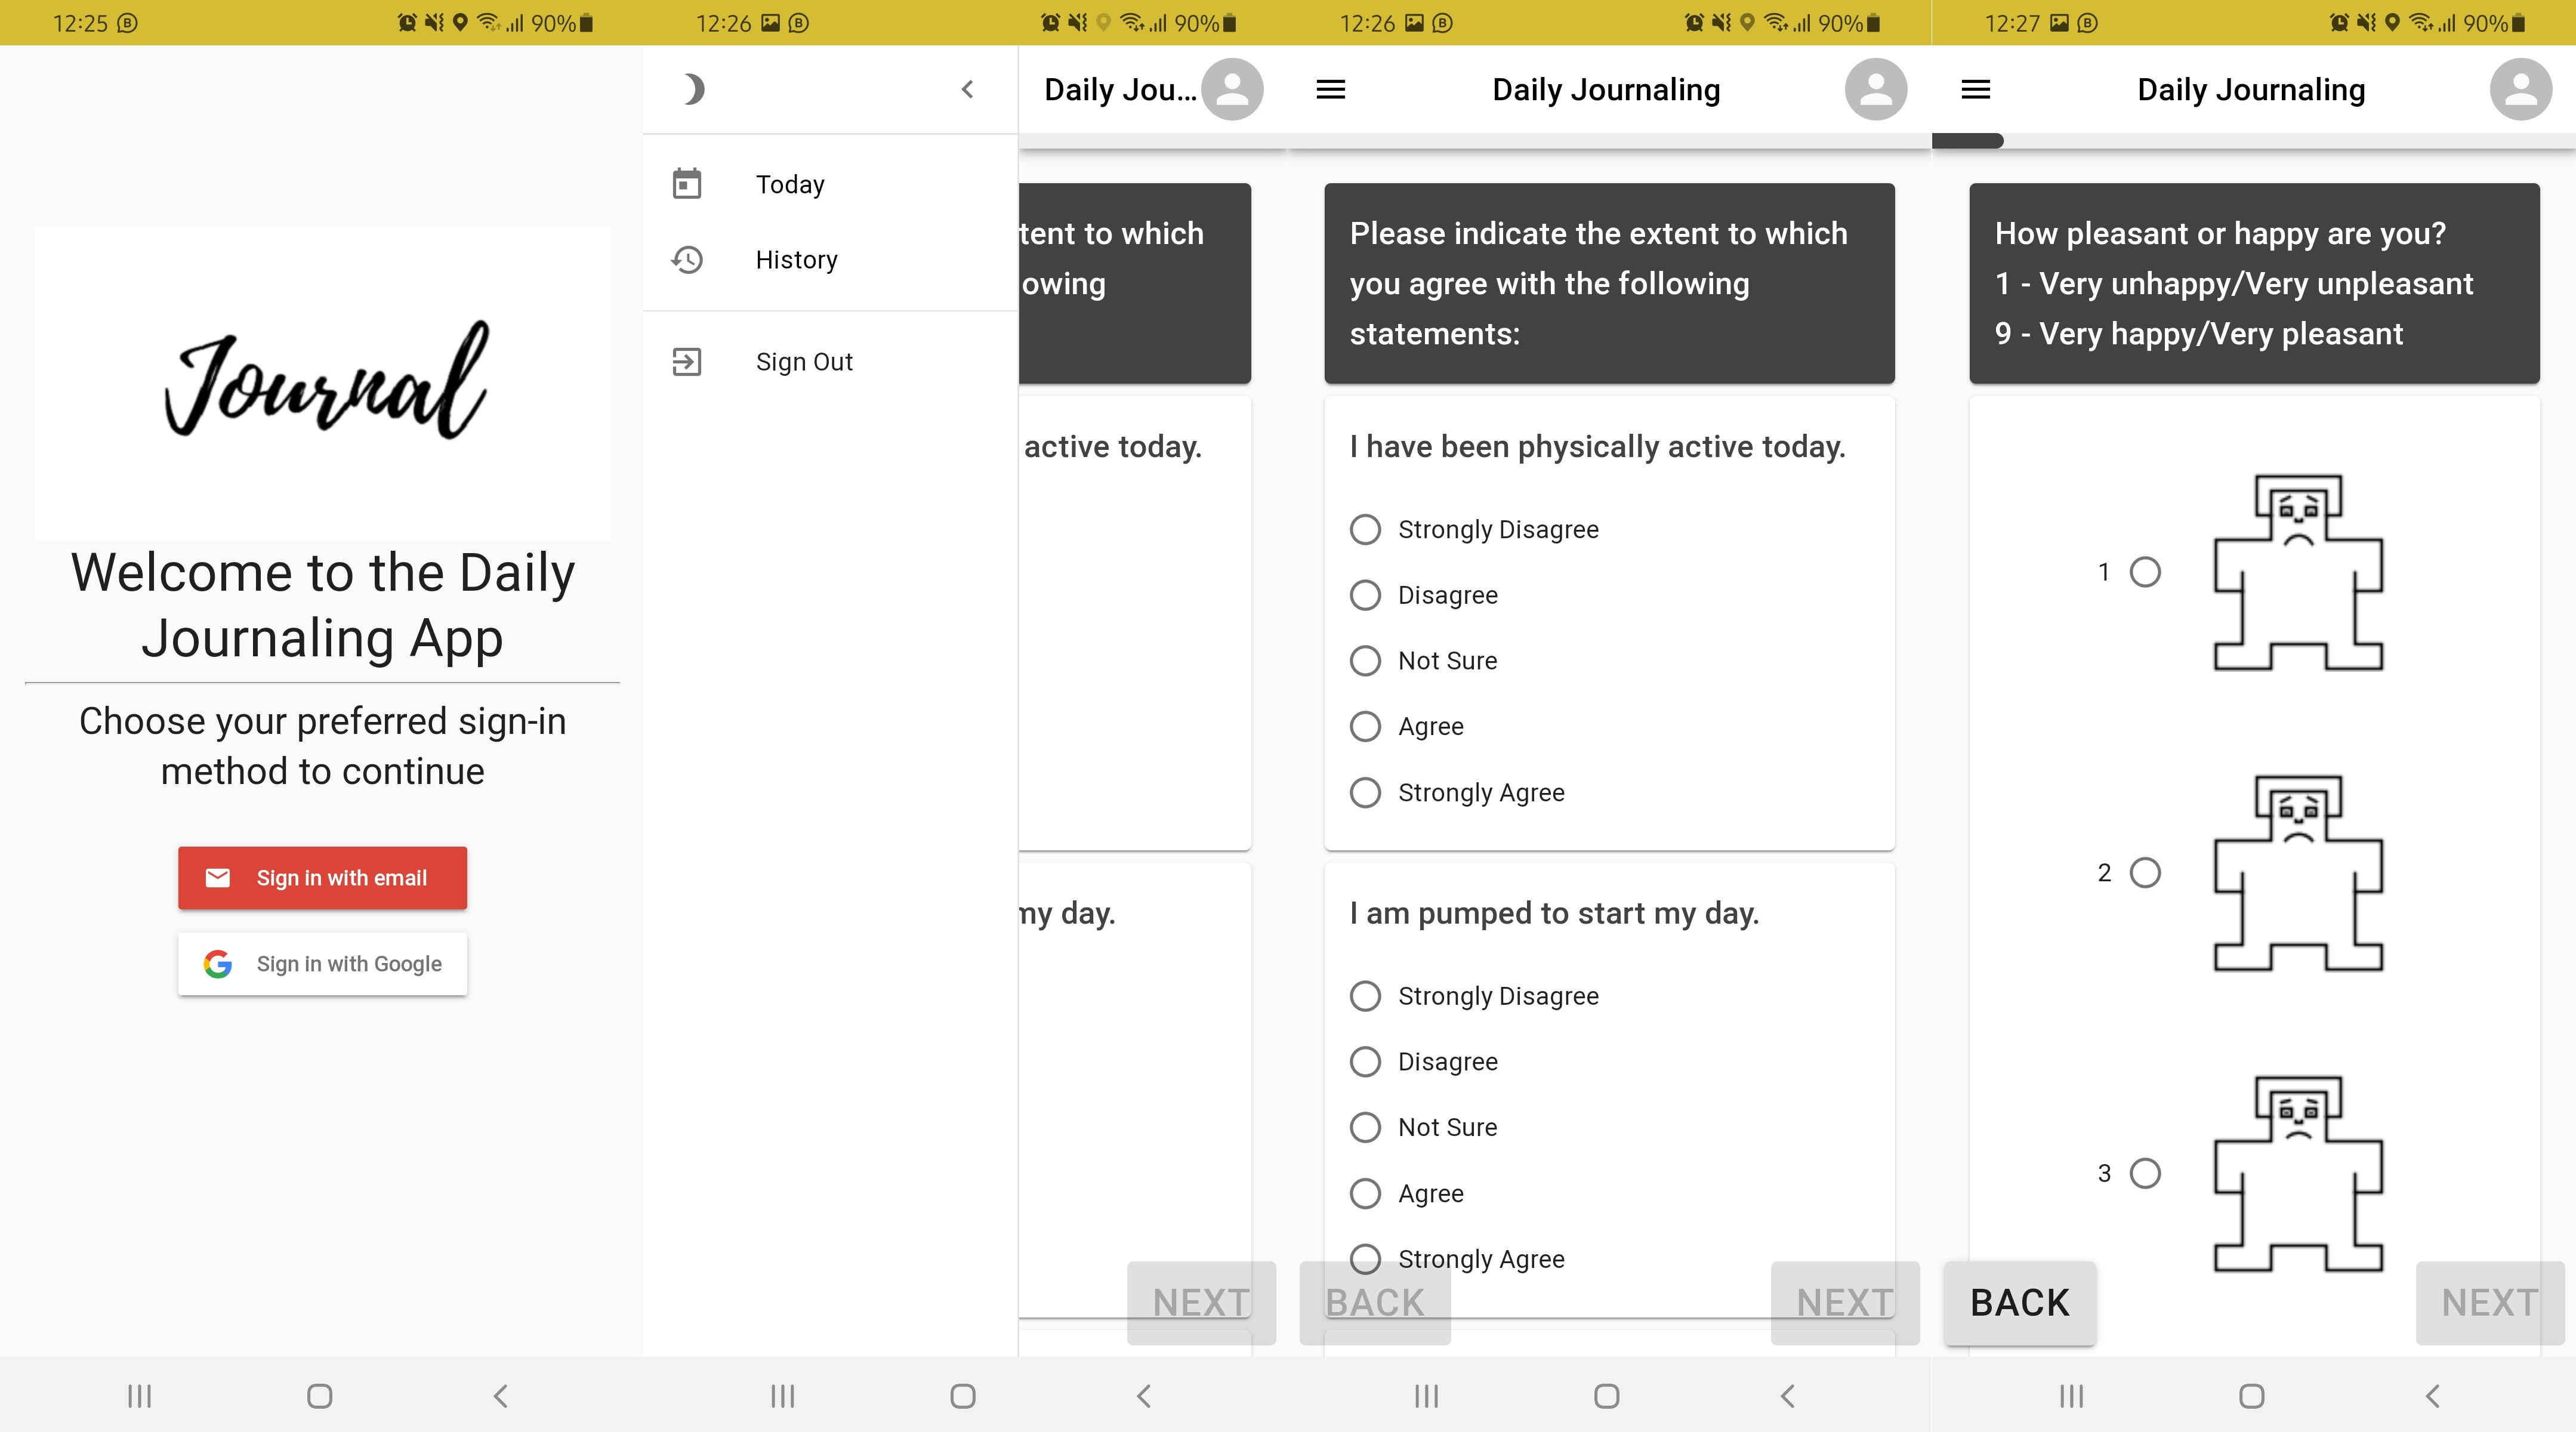 12:25
90%
Journal
Welcome to the Daily
Journaling App
Choose your preferred sign-in
method to continue
Sign in with email
Sign in with Google
12:26
90%
Daily Jou...
Today
History
Sign Out
tent to which
owing
active today.
my day.
NEXT
12:26
90%
Daily Journaling
Please indicate the extent to which
you agree with the following
statements:
I have been physically active today.
Strongly Disagree
Disagree
Not Sure
Agree
Strongly Agree
I am pumped to start my day.
Strongly Disagree
Disagree
Not Sure
Agree
Strongly Agree
BACK NEXT
12:27
90%
Daily Journaling
How pleasant or happy are you?
1 - Very unhappy/Very unpleasant
9 - Very happy/Very pleasant
1
2
3
BACK NEXT